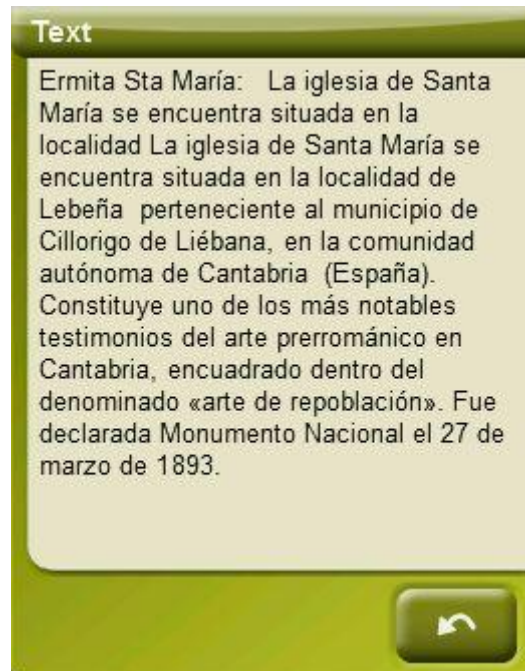 Text
Ermita Sta María:   La iglesia de Santa
María se encuentra situada en la
localidad La iglesia de Santa María se
encuentra situada en la localidad de
Lebeña  perteneciente al municipio de
Cillorigo de Liébana, en la comunidad
autónoma de Cantabria  (España).
Constituye uno de los más notables
testimonios del arte prerrománico en
Cantabria, encuadrado dentro del
denominado «arte de repoblación». Fue
declarada Monumento Nacional el 27 de
marzo de 1893.